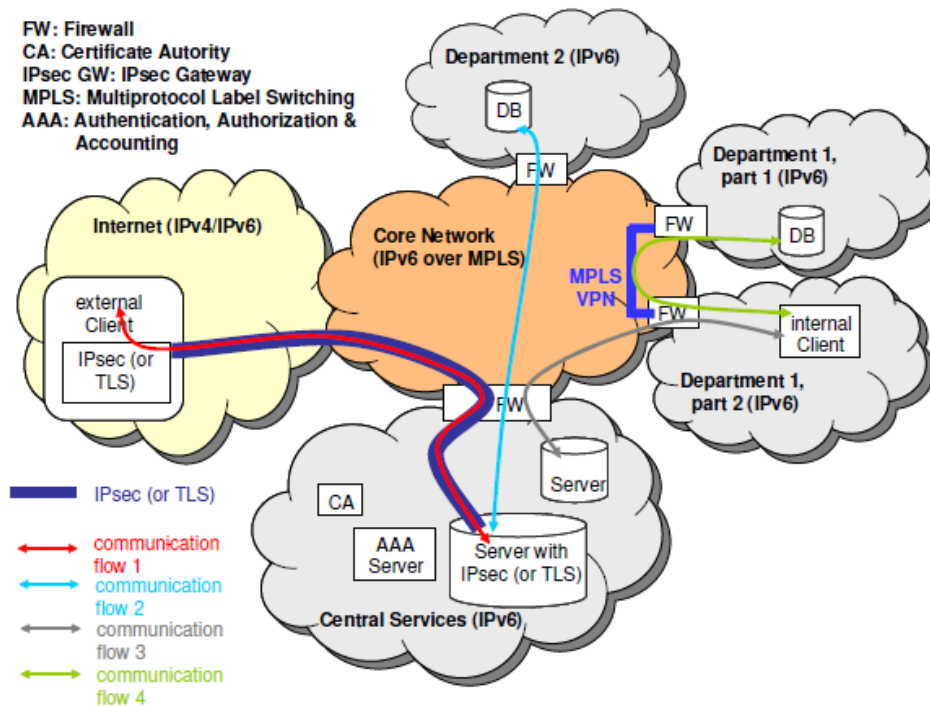 FW: Firewall
CA: Certificate Autority
IPsec GW: IPsec Gateway
MPLS: Multiprotocol Label Switching
AAA: Authentication, Authorization &
Accounting
Department 2 (IPv6)
DB
FW
Department 1,
part 1 (IPv6)
DB
FW
Internet (IPv4/IPv6)
Core Network
(IPv6 over MPLS)
MPLS
VPN
FW
external
Client
IPsec (or
TLS)
internal
Client
Department 1,
part 2 (IPv6)
FW
Server
CA
AAA
Server
Server with
IPsec (or TLS)
Central Services (IPv6)
IPsec (or TLS)
communication
flow 1
communication
flow 2
communication
flow 3
communication
flow 4